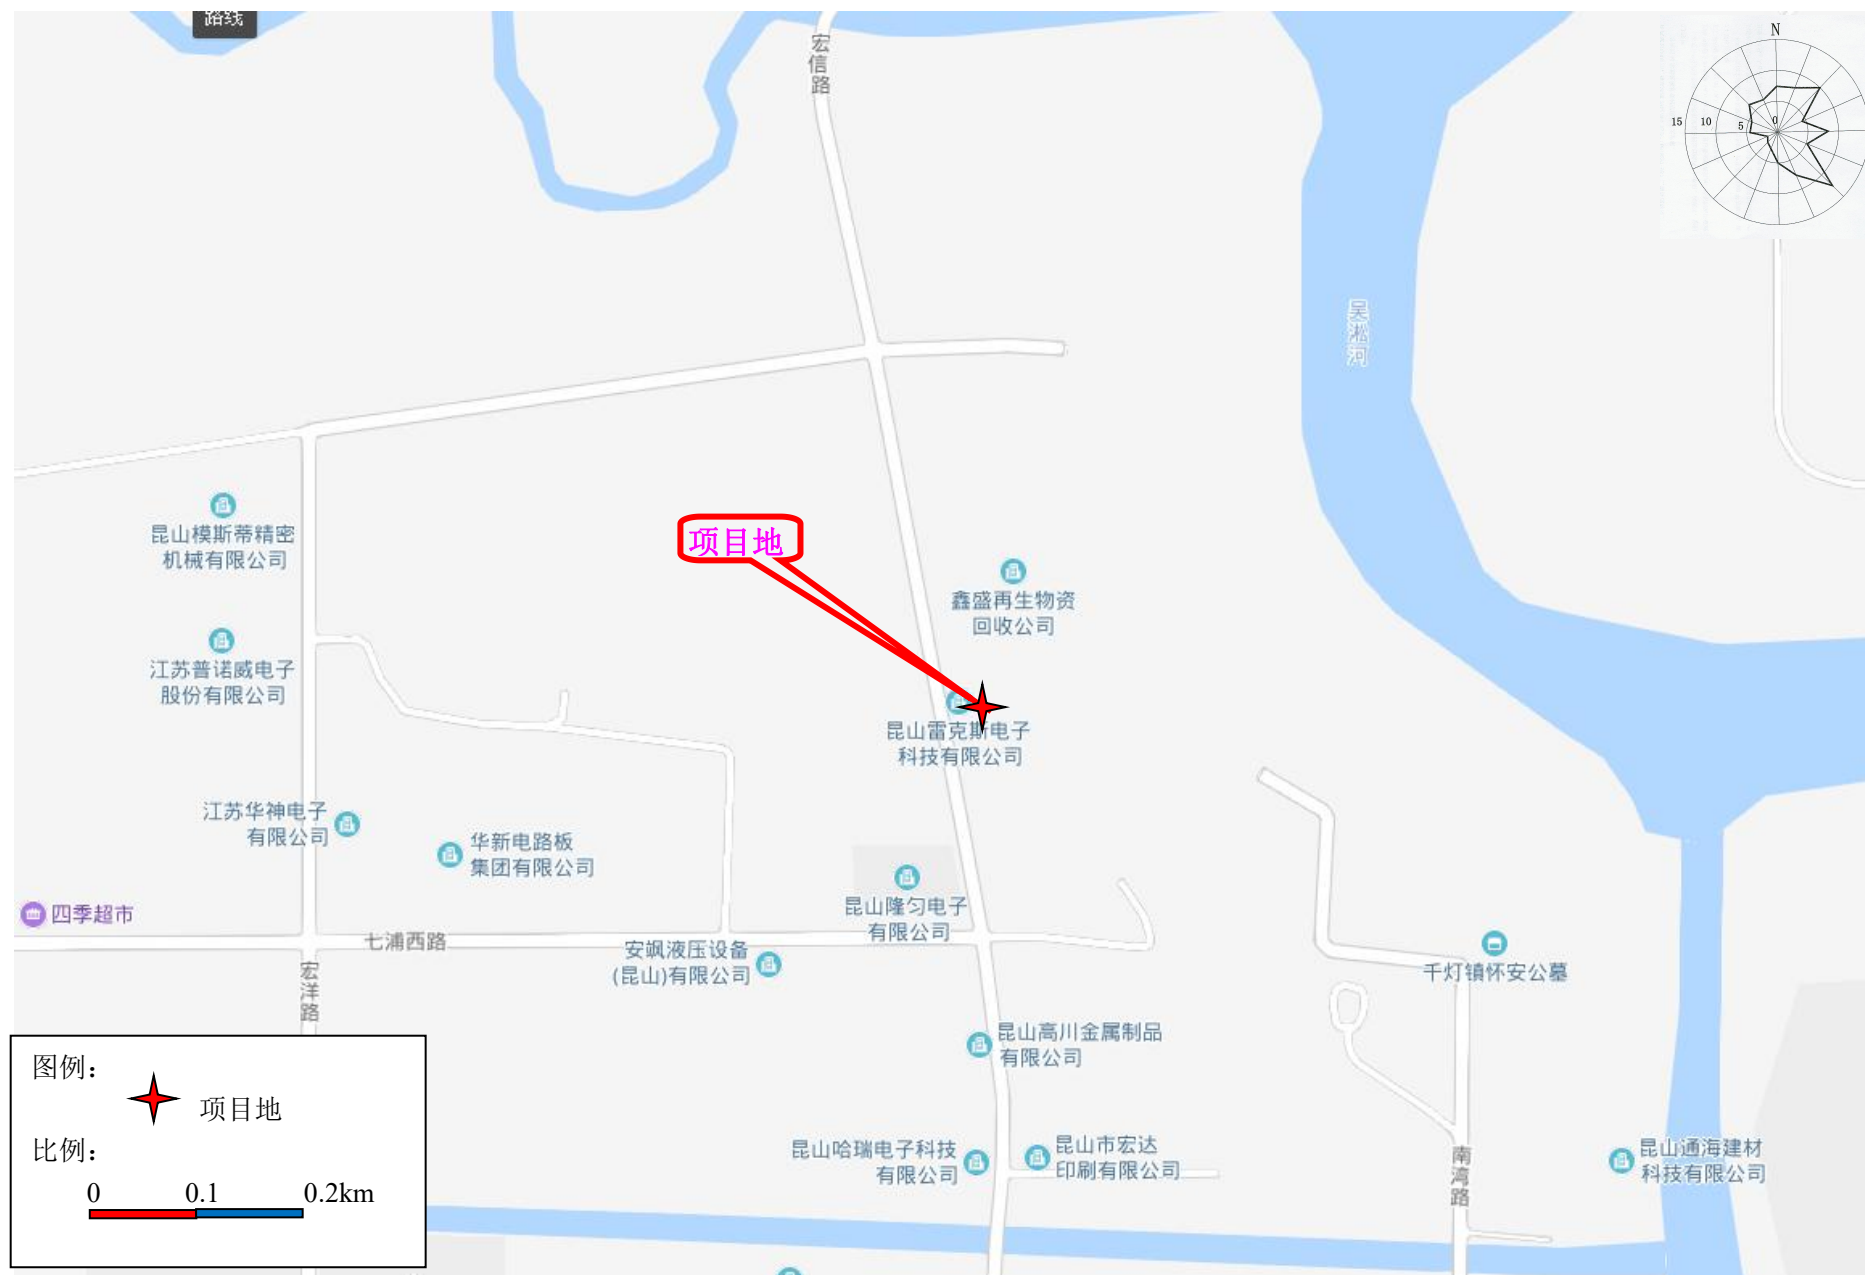 路线
宏信路
N
15
10
5
0
吴淞河
昆山模斯蒂精密
机械有限公司
项目地
鑫盛再生物资
回收公司
江苏普诺威电子
股份有限公司
昆山雷克斯电子
科技有限公司
江苏华神电子
有限公司
华新电路板
集团有限公司
昆山隆匀电子
有限公司
四季超市
七浦西路
安飒液压设备
(昆山)有限公司
千灯镇怀安公墓
宏洋路
昆山高川金属制品
有限公司
图例：
项目地
比例：
0
0.1
0.2km
昆山哈瑞电子科技
有限公司
昆山市宏达
印刷有限公司
南湾路
昆山通海建材
科技有限公司